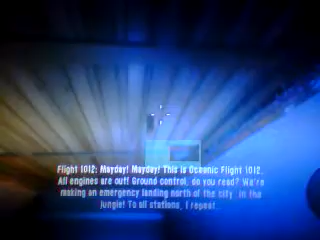 Flight 1012: Mayday! Mayday! This is Oceanic Flight 1012.
All engines are out! Ground control, do you read? We're
making an emergency landing north of the city, in the
jungle! To all stations, I repeat,